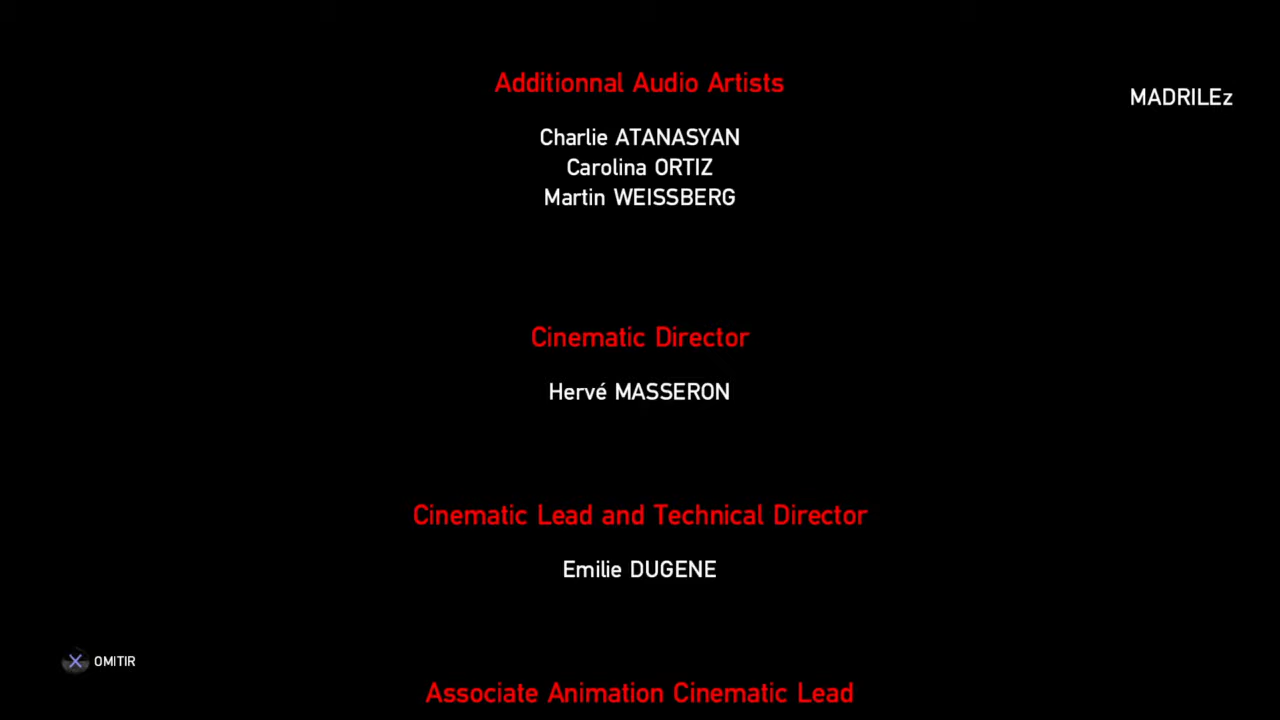 Additionnal Audio Artists
MADRILEz
Charlie ATANASYAN
Carolina ORTIZ
Martin WEISSBERG
Cinematic Director
Hervé MASSERON
Cinematic Lead and Technical Director
Emilie DUGENE
OMITIR
Associate Animation Cinematic Lead